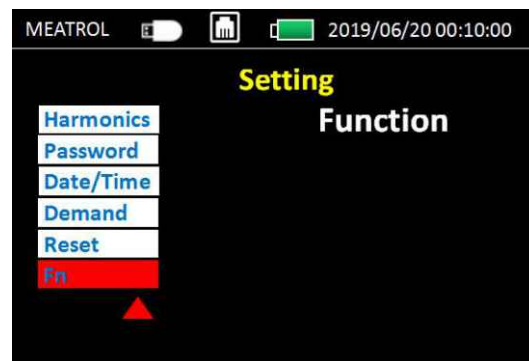 MEATROL 2019/06/20 00:10:00
Setting
Function
Harmonics
Password
Date/Time
Demand
Reset
Fn